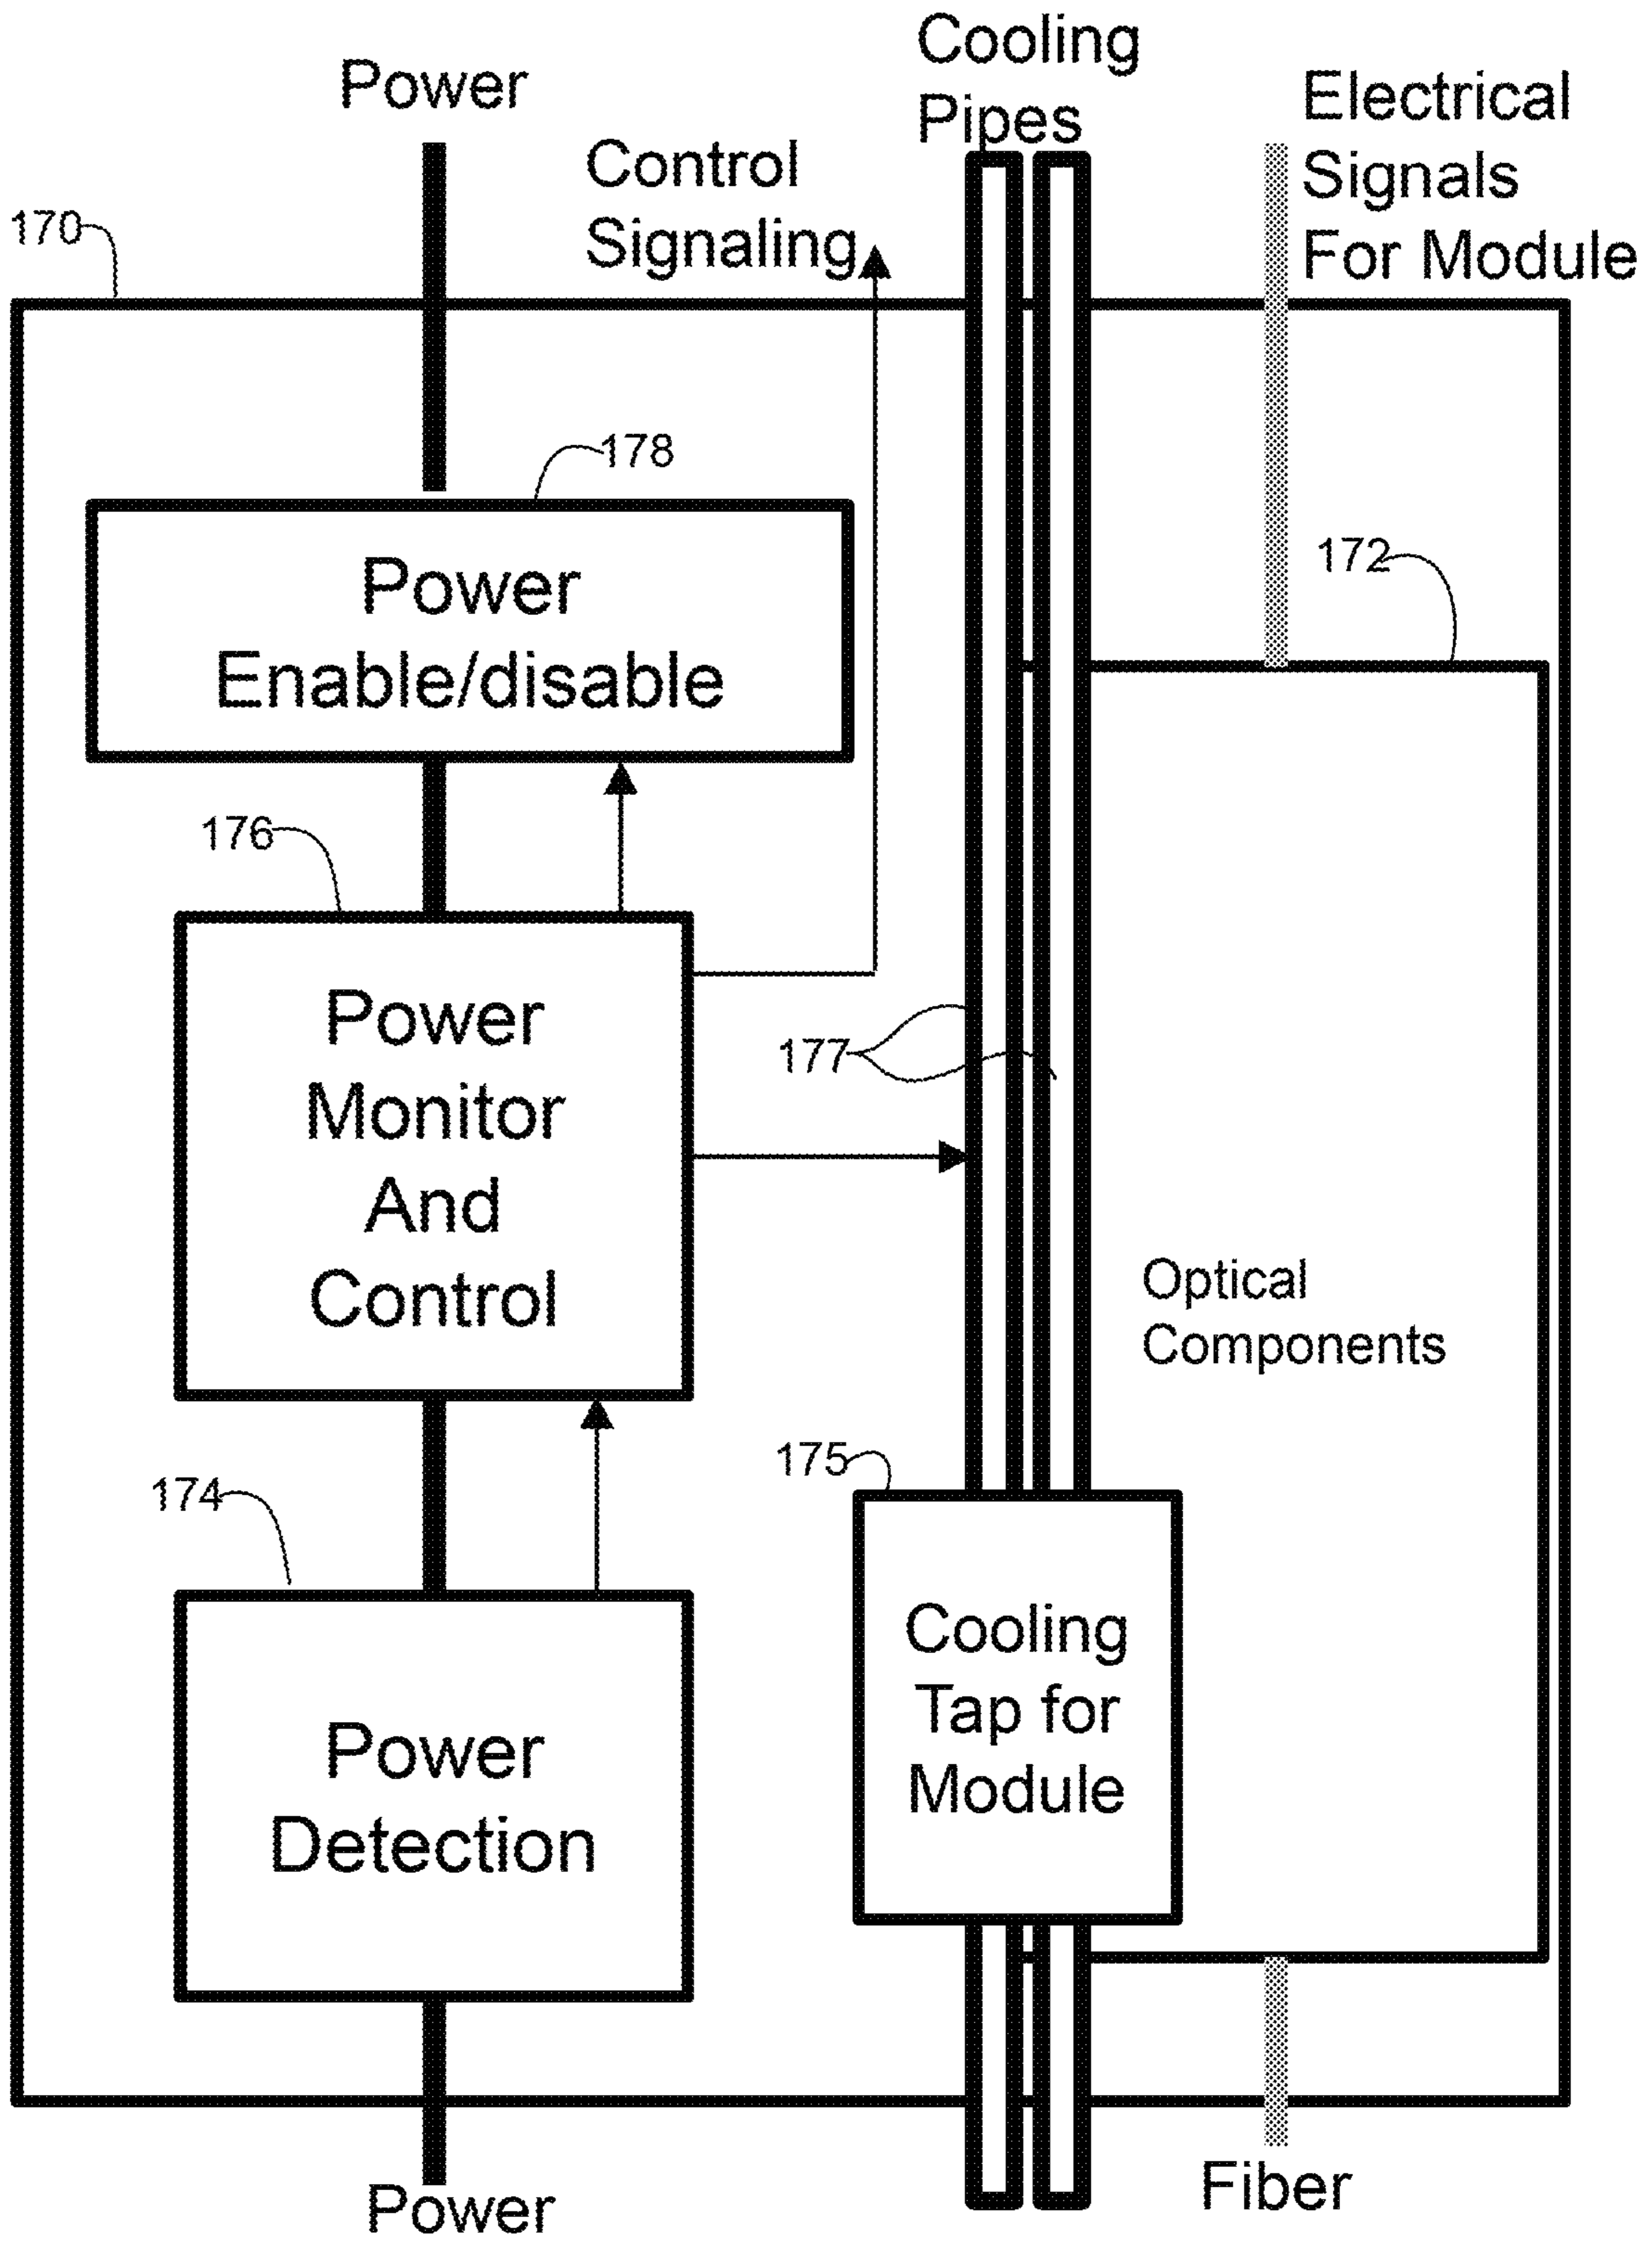 Cooling
Pipes
Power
Electrical
Signals
For Module
Control
Signaling
170
178
Power
Enable/disable
172
176
Power
Monitor
And
Control
177
Optical
Components
175
174
Cooling
Tap for
Module
Power
Detection
Fiber
Power